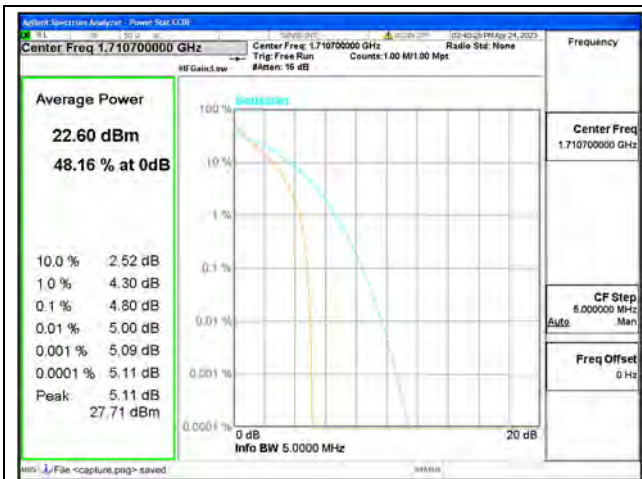 Agilent Spectrum Analyzer - Power Stat CCDF
Center Freq 1.710700000 GHz
Center Freq: 1.710700000 GHz
Trig: Free Run
Counts:1.00 M/1.00 Mpt
#IFGain:Low
#Atten: 16 dB
02:40:25 PM Apr 24, 2023
Radio Std: None
Frequency
Average Power
22.60 dBm
48.16 % at 0dB
10.0 % 2.52 dB
1.0 % 4.30 dB
0.1 % 4.80 dB
0.01 % 5.00 dB
0.001 % 5.09 dB
0.0001 % 5.11 dB
Peak 5.11 dB
27.71 dBm
Gaussian
100 %
10 %
1 %
0.1 %
0.01 %
0.001 %
0.0001 %
0 dB
20 dB
Info BW 5.0000 MHz
Center Freq
1.710700000 GHz
CF Step
5.000000 MHz
Auto Man
Freq Offset
0 Hz
MSG File <capture.png> saved
STATUS